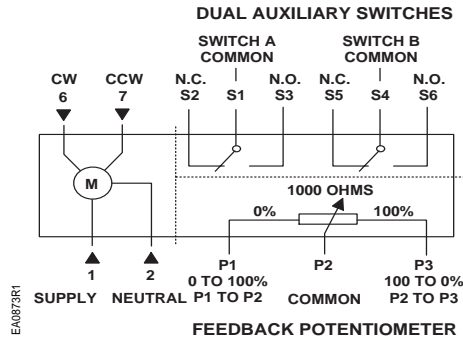 DUAL AUXILIARY SWITCHES
SWITCH A SWITCH B
COMMON COMMON
CW CCW N.C. N.O. N.C. N.O.
6 7 S2 S1 S3 S5 S4 S6
M
1000 OHMS
0% 100%
1 2 P1 P2 P3
0 TO 100% 100 TO 0%
SUPPLY NEUTRAL P1 TO P2 COMMON P2 TO P3
FEEDBACK POTENTIOMETER
EA0873R1